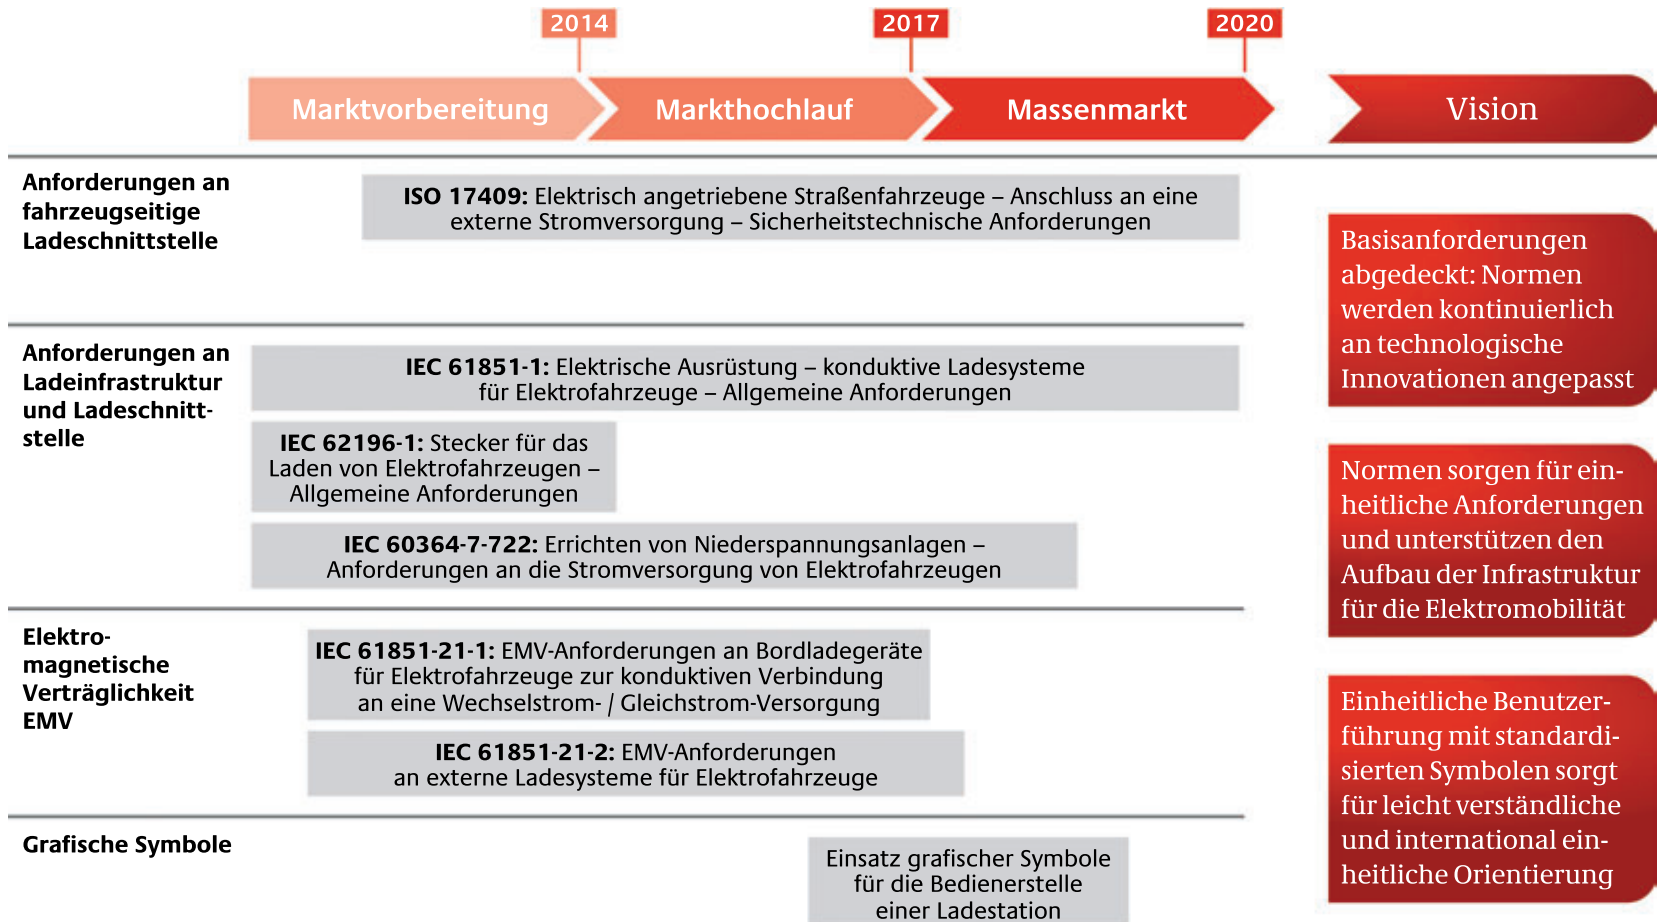 2014
2017
2020
Marktvorbereitung
Markthochlauf
Massenmarkt
Vision
Anforderungen an
fahrzeugseitige
Ladeschnittstelle
ISO 17409: Elektrisch angetriebene Straßenfahrzeuge – Anschluss an eine
externe Stromversorgung – Sicherheitstechnische Anforderungen
Anforderungen an
Ladeinfrastruktur
und Ladeschnitt-
stelle
IEC 61851-1: Elektrische Ausrüstung – konduktive Ladesysteme
für Elektrofahrzeuge – Allgemeine Anforderungen
IEC 62196-1: Stecker für das
Laden von Elektrofahrzeugen –
Allgemeine Anforderungen
IEC 60364-7-722: Errichten von Niederspannungsanlagen –
Anforderungen an die Stromversorgung von Elektrofahrzeugen
Elektro-
magnetische
Verträglichkeit
EMV
IEC 61851-21-1: EMV-Anforderungen an Bordladegeräte
für Elektrofahrzeuge zur konduktiven Verbindung
an eine Wechselstrom- / Gleichstrom-Versorgung
IEC 61851-21-2: EMV-Anforderungen
an externe Ladesysteme für Elektrofahrzeuge
Grafische Symbole
Einsatz grafischer Symbole
für die Bedienerstelle
einer Ladestation
Basisanforderungen
abgedeckt: Normen
werden kontinuierlich
an technologische
Innovationen angepasst
Normen sorgen für ein-
heitliche Anforderungen
und unterstützen den
Aufbau der Infrastruktur
für die Elektromobilität
Einheitliche Benutzer-
führung mit standardi-
sierten Symbolen sorgt
für leicht verständliche
und international ein-
heitliche Orientierung